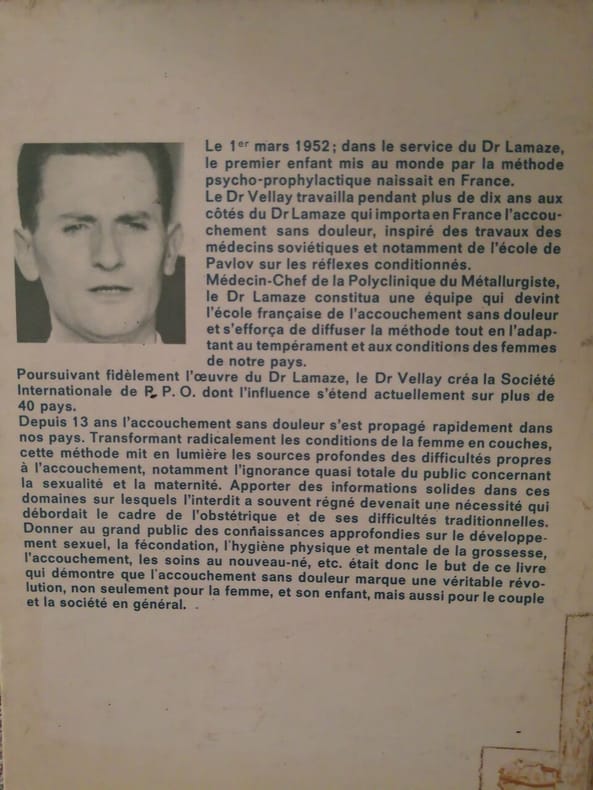 Le 1er mars 1952; dans le service du Dr Lamaze,
le premier enfant mis au monde par la méthode
psycho-prophylactique naissait en France.
Le Dr Vellay travailla pendant plus de dix ans aux
côtés du Dr Lamaze qui importa en France l'accou-
chement sans douleur, inspiré des travaux des
médecins soviétiques et notamment de l'école de
Pavlov sur les réflexes conditionnés.
Médecin-Chef de la Polyclinique du Métallurgiste,
le Dr Lamaze constitua une équipe qui devint
l'école française de l'accouchement sans douleur
et s'efforça de diffuser la méthode tout en l'adap-
tant au tempérament et aux conditions des femmes
de notre pays.
Poursuivant fidèlement l'œuvre du Dr Lamaze, le Dr Vellay créa la Société
Internationale de P. P. O. dont l'influence s'étend actuellement sur plus de
40 pays.
Depuis 13 ans l'accouchement sans douleur s'est propagé rapidement dans
nos pays. Transformant radicalement les conditions de la femme en couches,
cette méthode mit en lumière les sources profondes des difficultés propres
à l'accouchement, notamment l'ignorance quasi totale du public concernant
la sexualité et la maternité. Apporter des informations solides dans ces
domaines sur lesquels l'interdit a souvent régné devenait une nécessité qui
débordait le cadre de l'obstétrique et de ses difficultés traditionnelles.
Donner au grand public des connaissances approfondies sur le développe-
ment sexuel, la fécondation, l'hygiène physique et mentale de la grossesse,
l'accouchement, les soins au nouveau-né, etc. était donc le but de ce livre
qui démontre que l'accouchement sans douleur marque une véritable révo-
lution, non seulement pour la femme, et son enfant, mais aussi pour le couple
et la société en général.